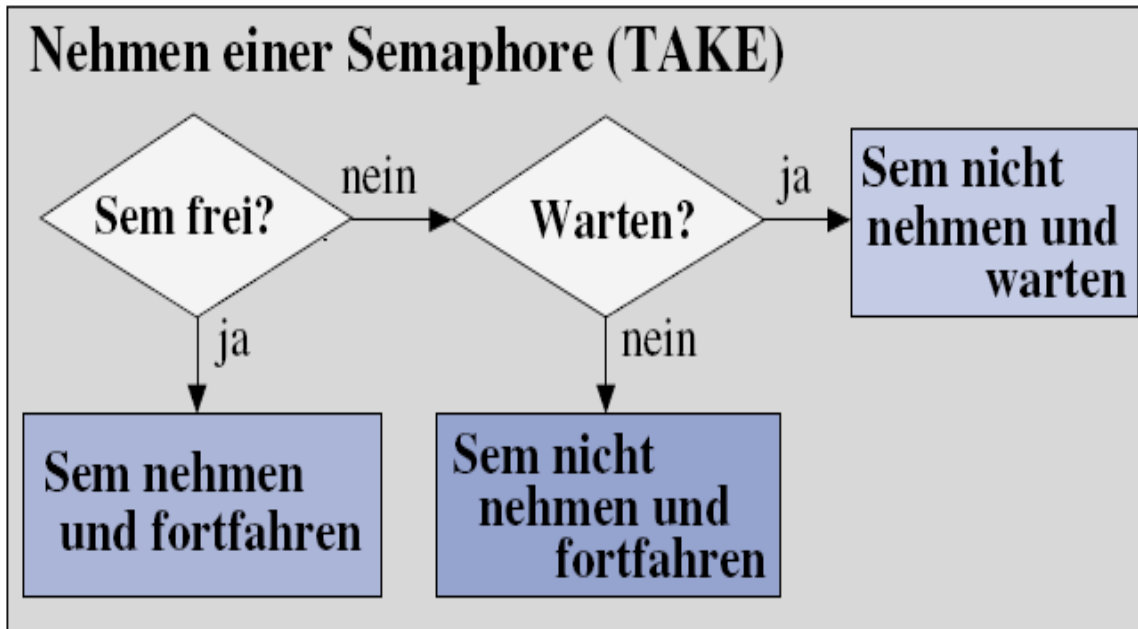 Nehmen einer Semaphore (TAKE)
Sem frei?
nein
Warten?
ja
Sem nicht
nehmen und
warten
ja
nein
Sem nehmen
und fortfahren
Sem nicht
nehmen und
fortfahren